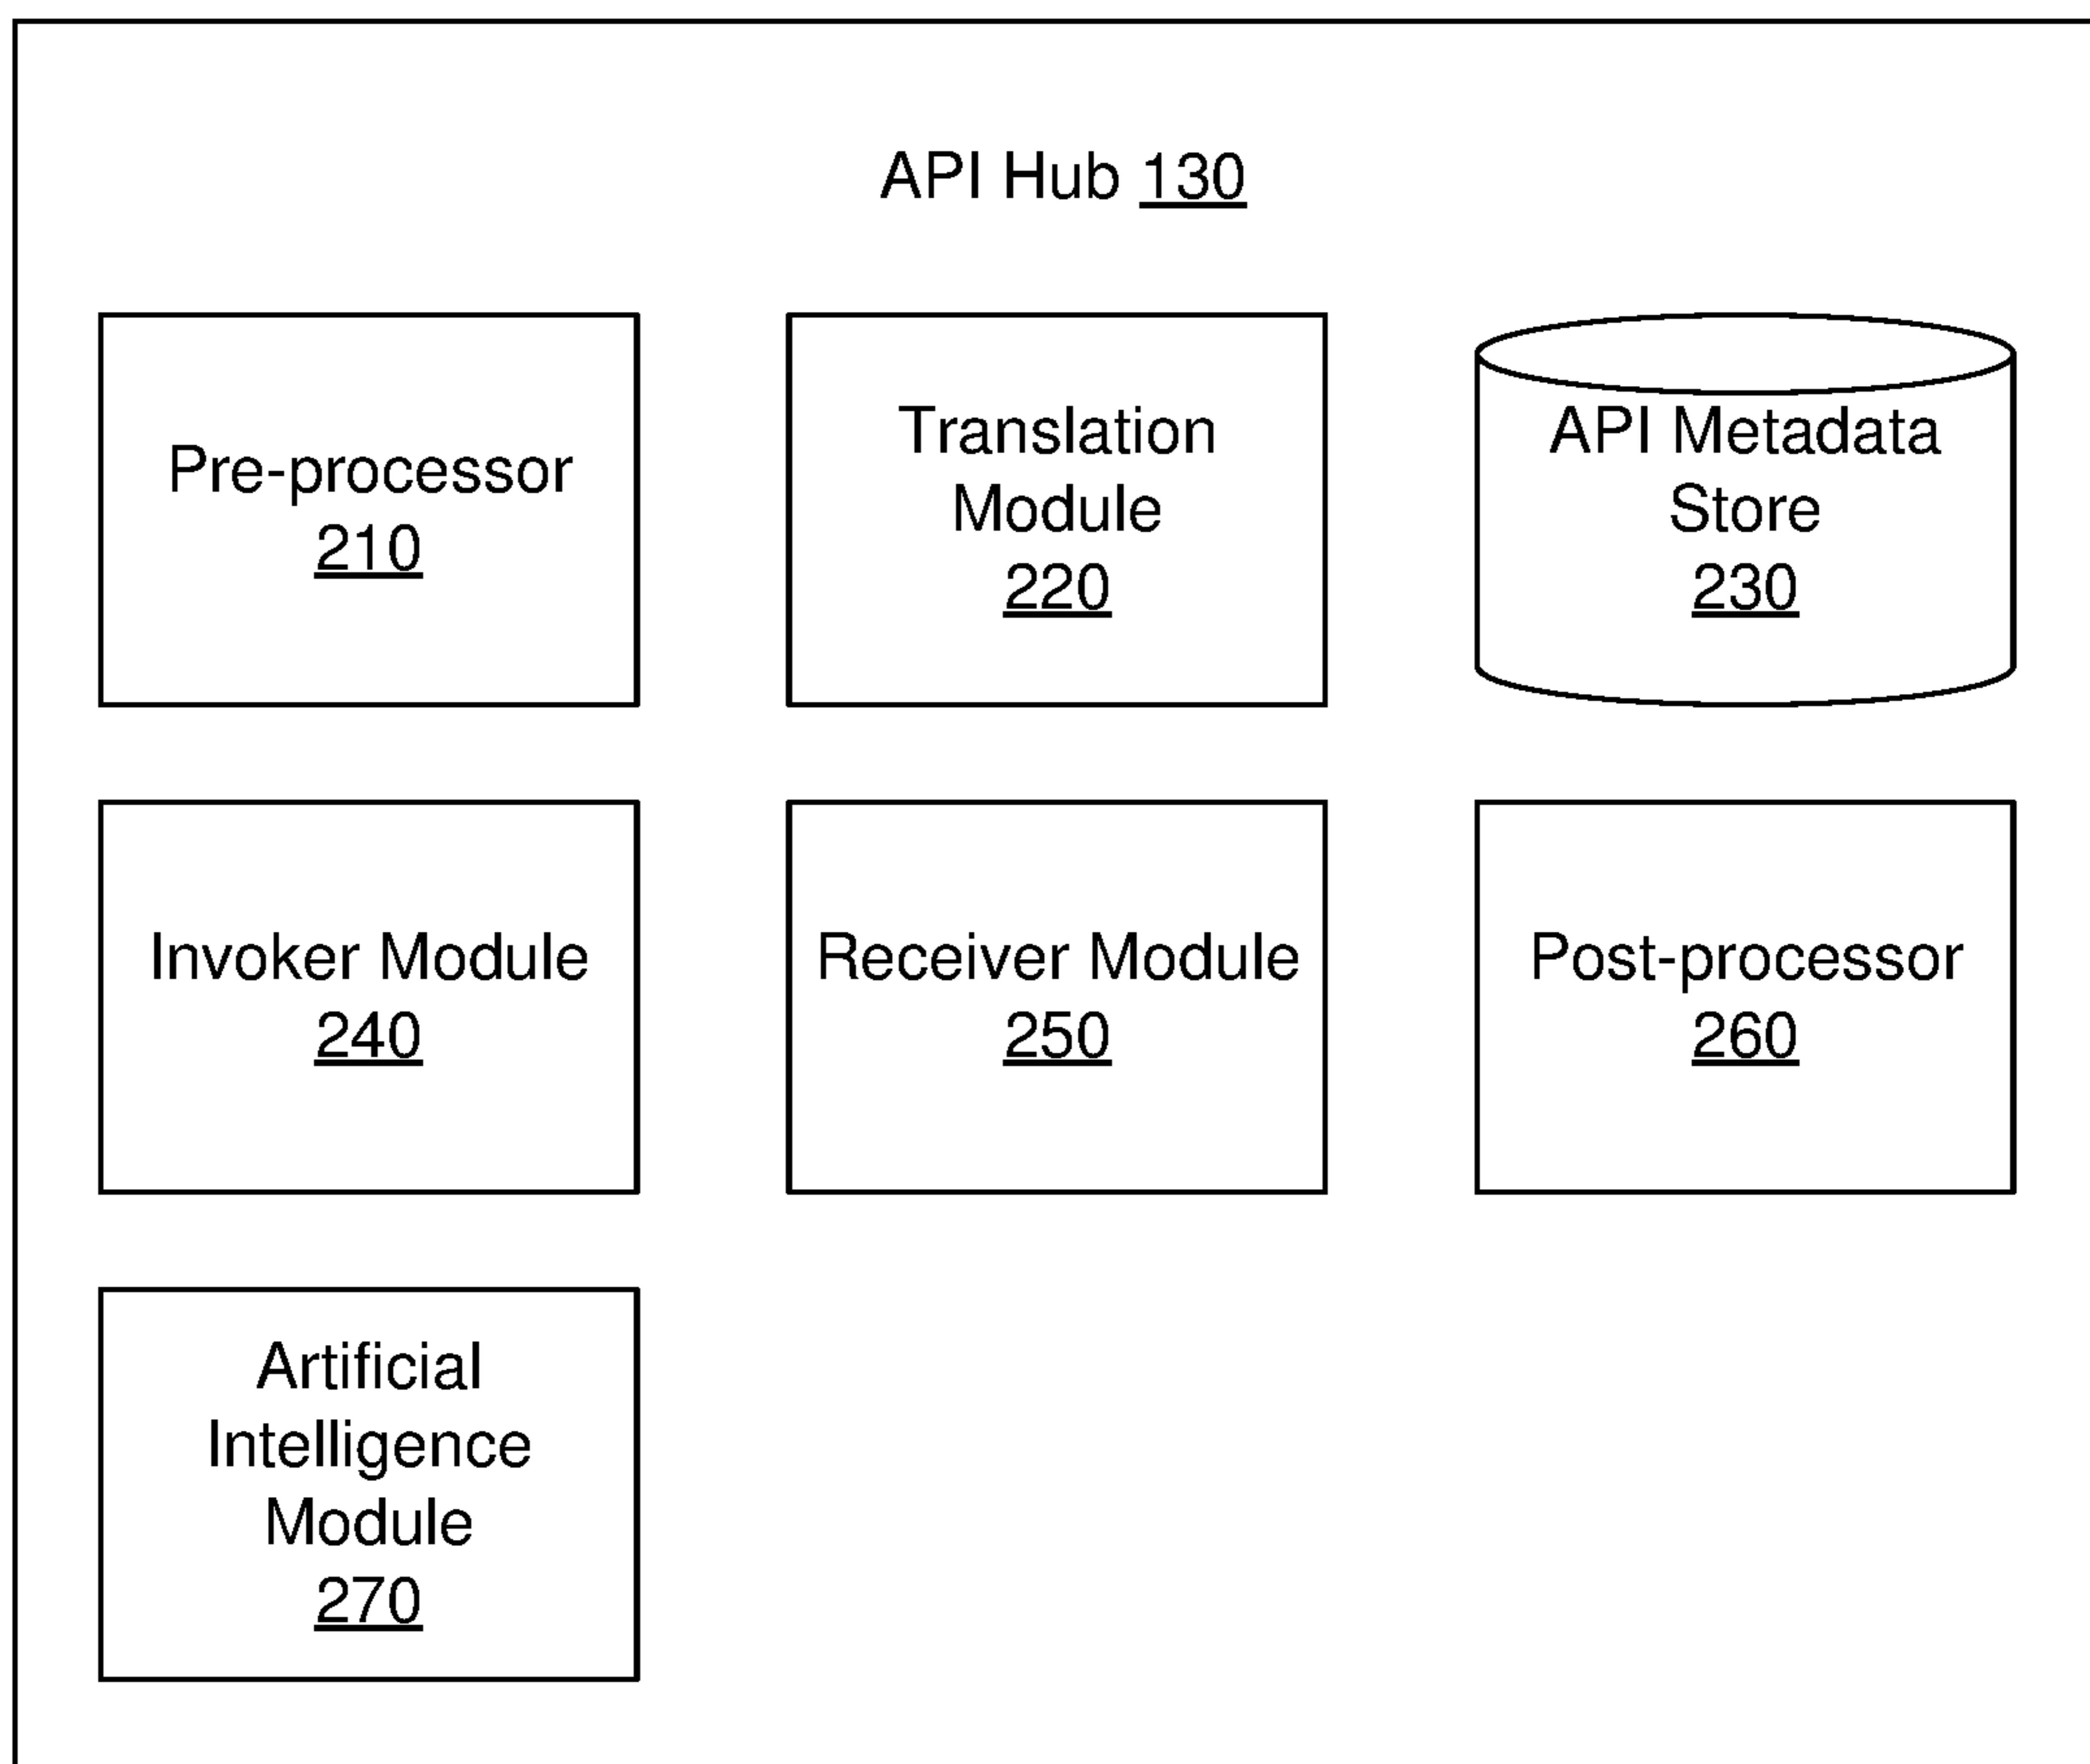 API Hub 130
Pre-processor
210
Translation
Module
220
API Metadata
Store
230
Invoker Module
240
Receiver Module
250
Post-processor
260
Artificial
Intelligence
Module
270